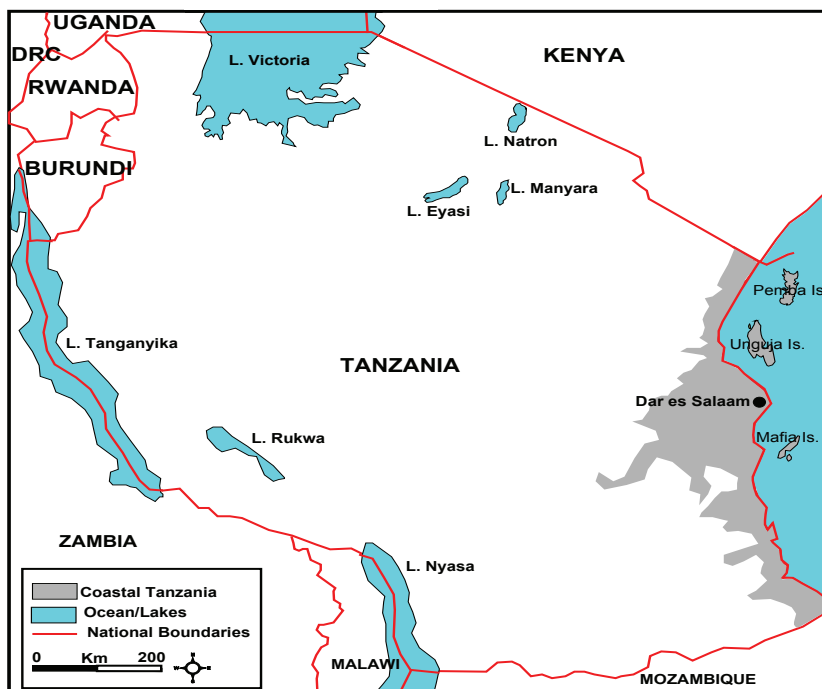 UGANDA
DRC
KENYA
L. Victoria
RWANDA
L. Natron
BURUNDI
L. Manyara
L. Eyasi
Pemba Is
L. Tanganyika
Unguja Is.
TANZANIA
Dar es Salaam
L. Rukwa
Mafia Is.
ZAMBIA
L. Nyasa
Coastal Tanzania
Ocean/Lakes
National Boundaries
0 Km 200
N
W E
S
MALAWI
MOZAMBIQUE